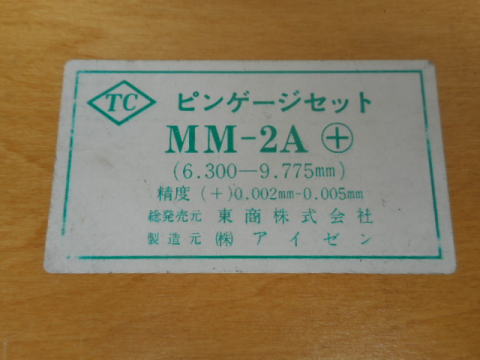 TC ピンゲージセット
MM-2A ⊕
(6.300—9.775mm)
精度 (+)0.002mm-0.005mm
総発売元 東商株式会社
製造元 ㈱ アイゼン